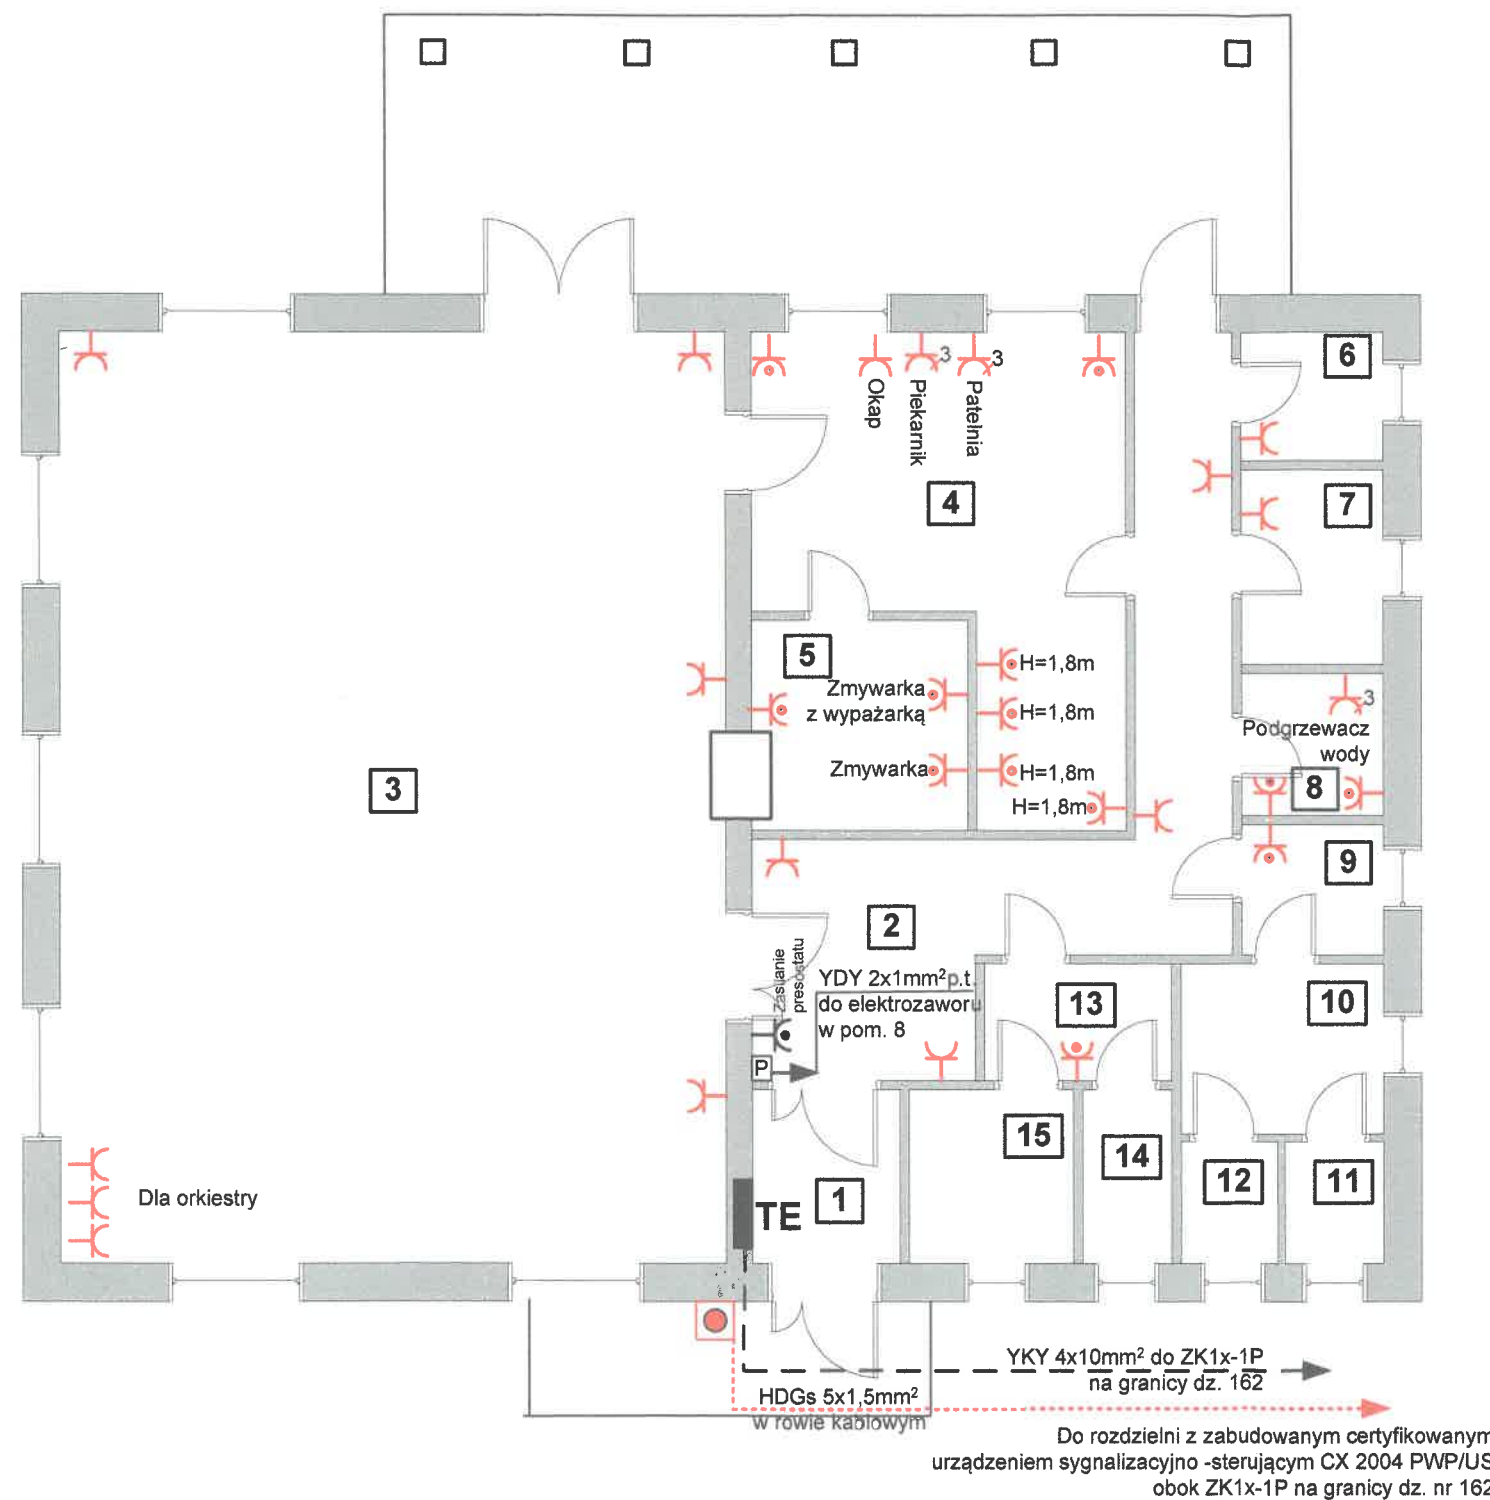 6
3
3
Okap
Piekarnik
Patelnia
4
7
5
H=1,8m
Zmywarka
z wypażarką
H=1,8m
3
Podgrzewacz
wody
Zmywarka
H=1,8m
H=1,8m
8
3
9
2
Zasilanie
presostatu
YDY 2x1mm² p.t.
do elektrozaworu
w pom. 8
13
10
P
15
14
12
11
1
TE
Dla orkiestry
YKY 4x10mm² do ZK1x-1P
na granicy dz. 162
HDGs 5x1,5mm²
w rowie kablowym
Do rozdzielni z zabudowanym certyfikowanym
urządzeniem sygnalizacyjno -sterującym CX 2004 PWP/US
obok ZK1x-1P na granicy dz. nr 162